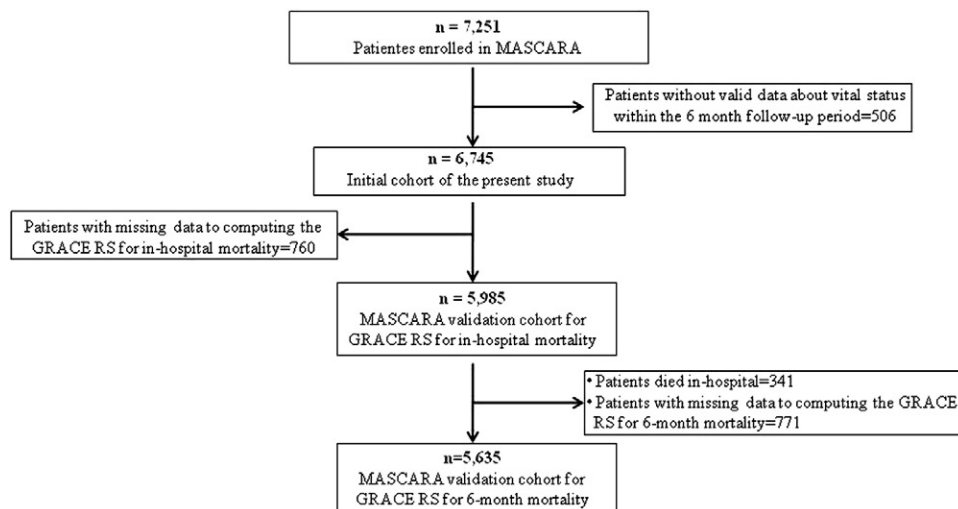 n = 7,251
Patientes enrolled in MASCARA
Patients without valid data about vital status
within the 6 month follow-up period=506
n = 6,745
Initial cohort of the present study
Patients with missing data to computing the
GRACE RS for in-hospital mortality=760
n = 5,985
MASCARA validation cohort for
GRACE RS for in-hospital mortality
• Patients died in-hospital=341
• Patients with missing data to computing the GRACE
RS for 6-month mortality=771
n=5,635
MASCARA validation cohort for
GRACE RS for 6-month mortality